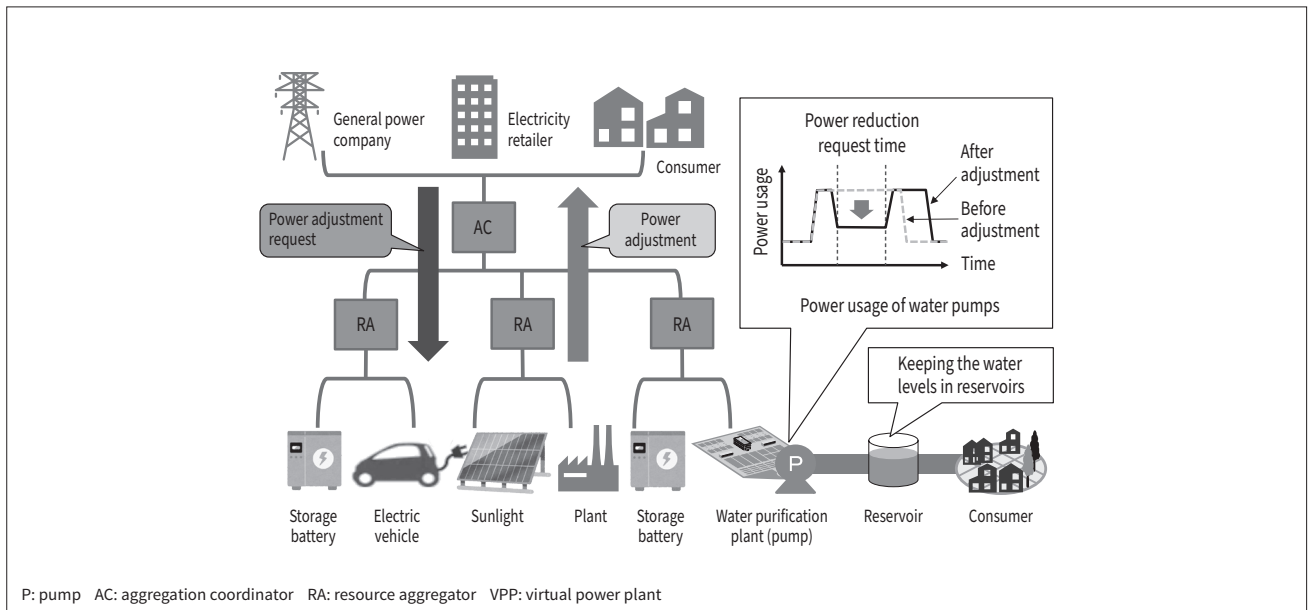 General power
company
Electricity
retailer
Consumer
Power adjustment
request
AC
Power
adjustment
RA
RA
RA
Power reduction
request time
After
adjustment
Before
adjustment
Power usage
Time
Power usage of water pumps
Keeping the water
levels in reservoirs
P
Storage
battery
Electric
vehicle
Sunlight
Plant
Storage
battery
Water purification
plant (pump)
Reservoir
Consumer
P: pump AC: aggregation coordinator RA: resource aggregator VPP: virtual power plant